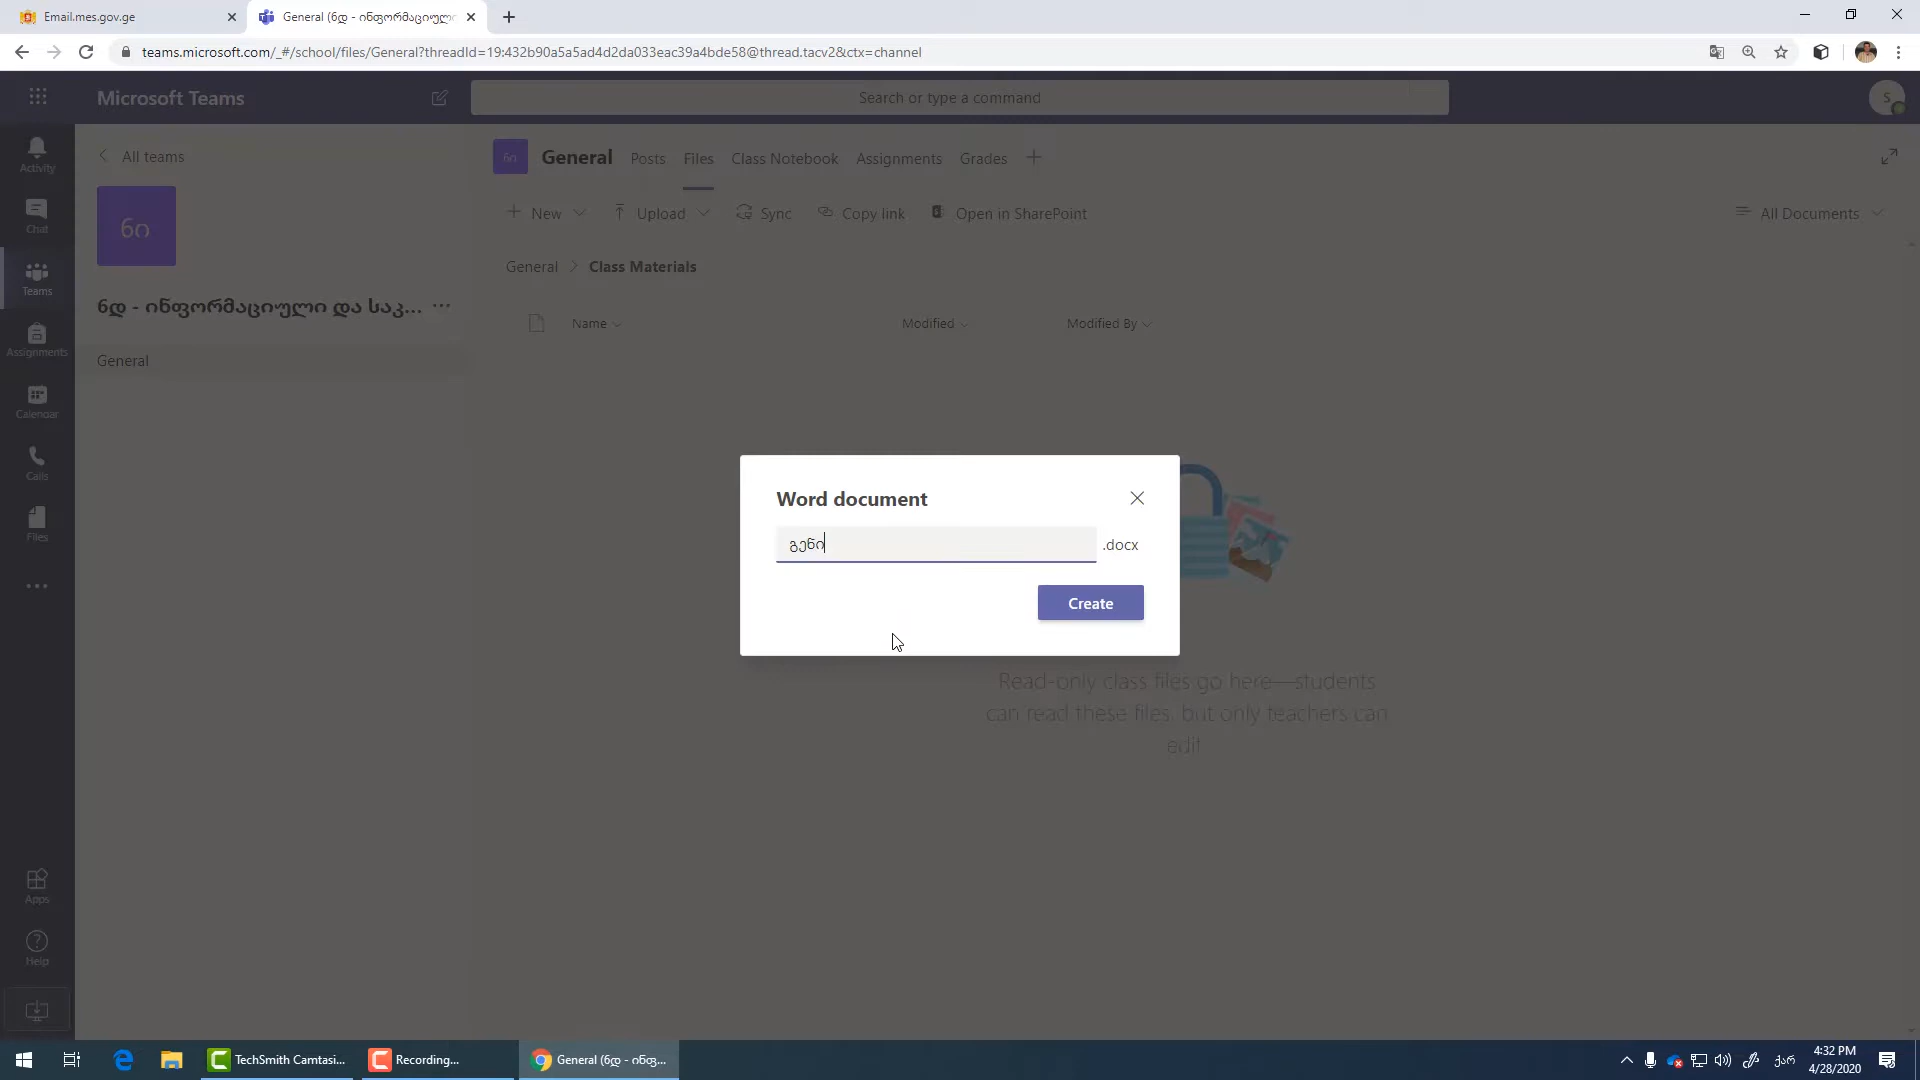 Email.mes.gov.ge
General (6დ - ინფორმაციული
teams.microsoft.com/_#/school/files/General?threadId=19:432b90a5a5ad4d2da033eac39a4bde58@thread.tacv2&ctx=channel
Microsoft Teams
Search or type a command
S
Activity
Chat
Teams
Assignments
Calendar
Calls
Files
Apps
Help
All teams
6ი
6დ - ინფორმაციული და საკ...
General
6ი
General
Posts
Files
Class Notebook
Assignments
Grades
New
Upload
Sync
Copy link
Open in SharePoint
All Documents
General > Class Materials
Name
Modified
Modified By
Word document
გენი
.docx
Create
Read-only class files go here—students
can read these files, but only teachers can
edit
TechSmith Camtasi...
Recording...
General (6დ - ინფ...
ქარ
4:32 PM
4/28/2020